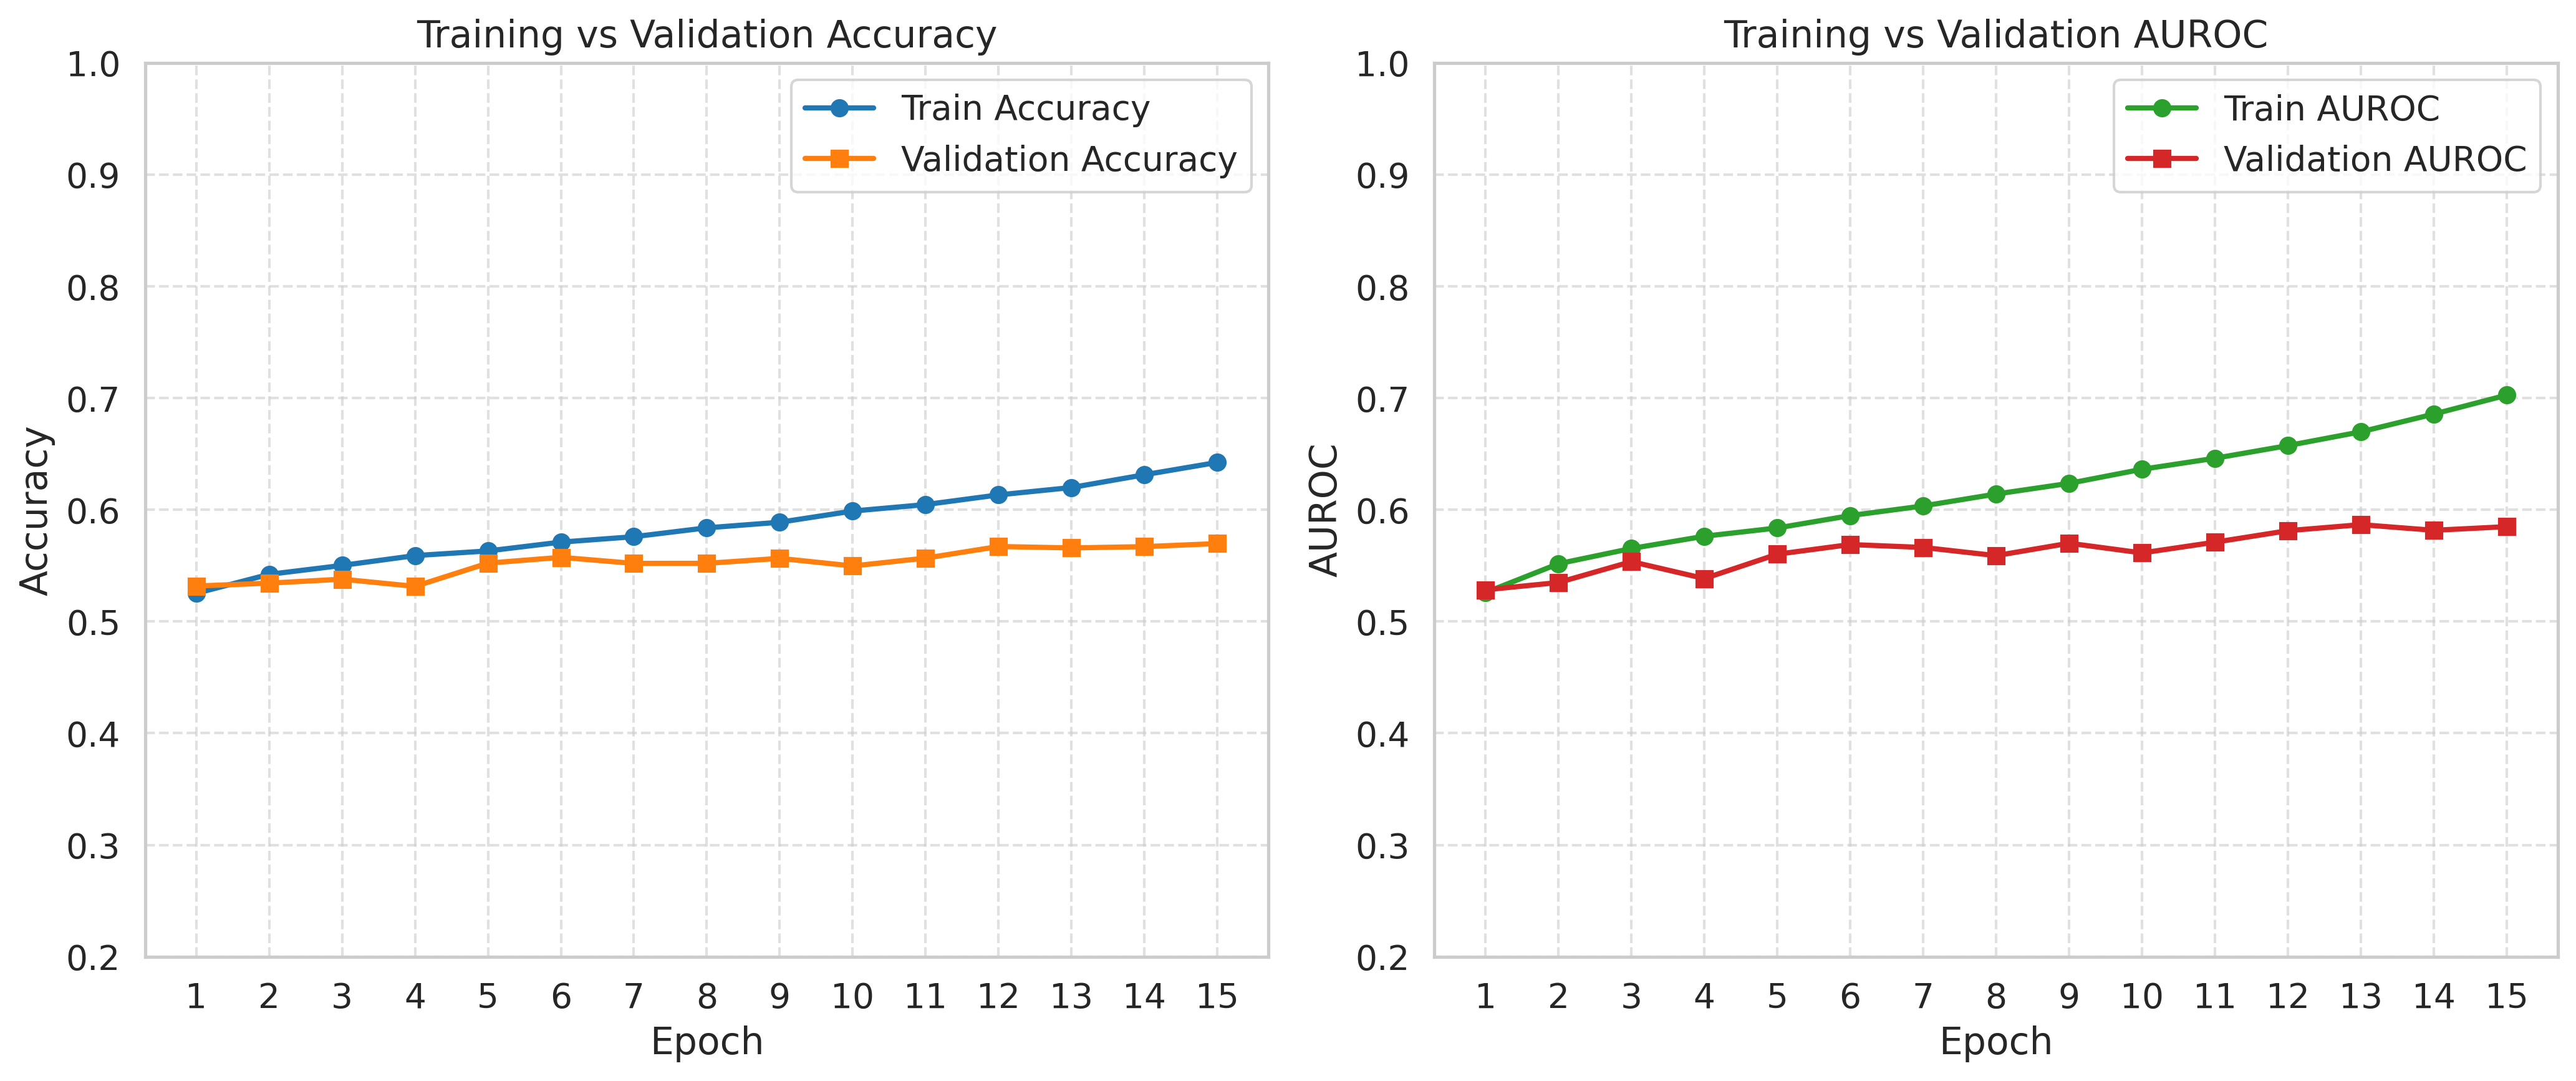 Training vs Validation Accuracy
Train Accuracy
Validation Accuracy
1.0
0.9
0.8
0.7
0.6
0.5
0.4
0.3
0.2
Accuracy
1 2 3 4 5 6 7 8 9 10 11 12 13 14 15
Epoch
Training vs Validation AUROC
Train AUROC
Validation AUROC
1.0
0.9
0.8
0.7
0.6
0.5
0.4
0.3
0.2
AUROC
1 2 3 4 5 6 7 8 9 10 11 12 13 14 15
Epoch